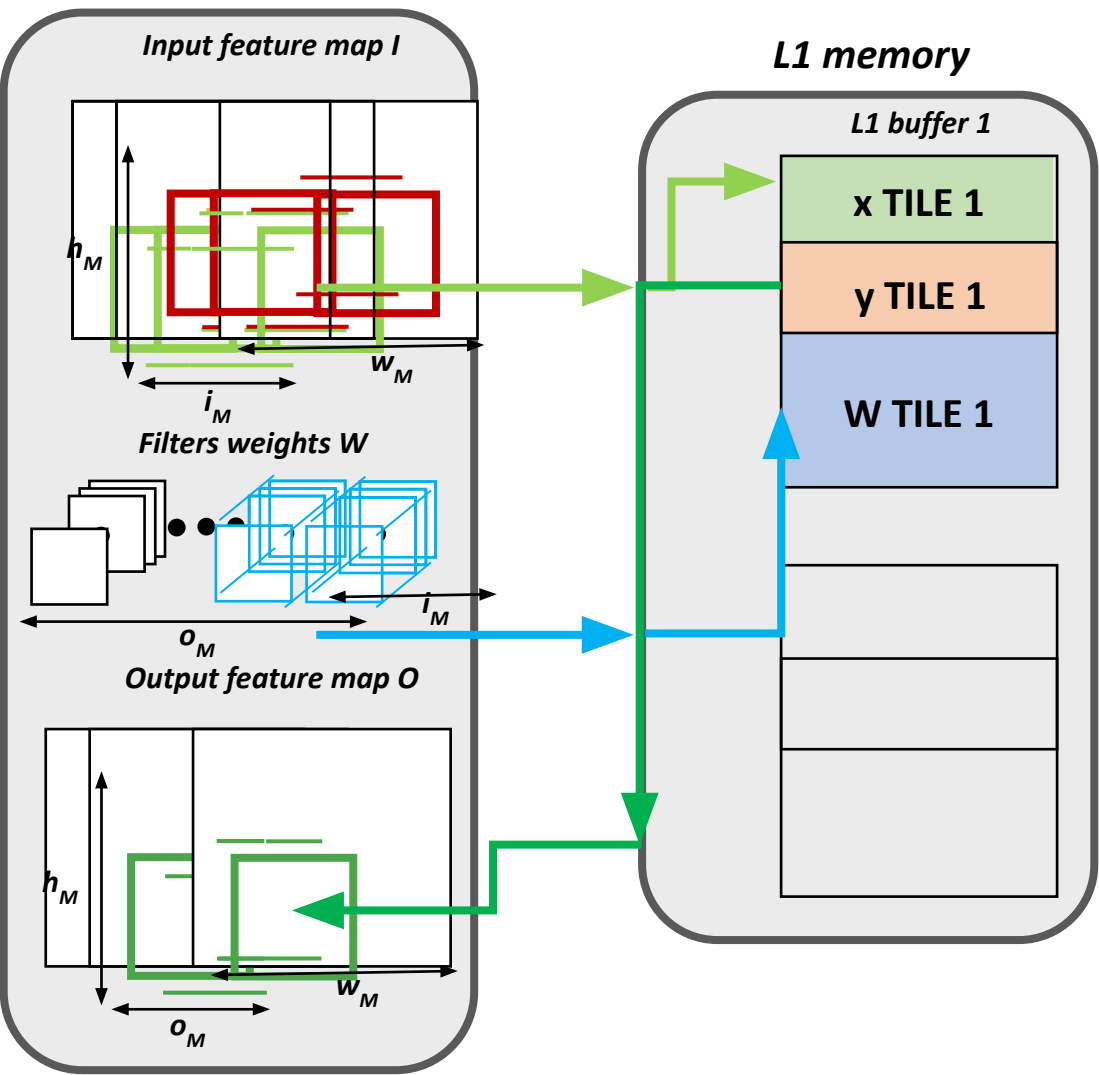 Input feature map I
h_M
w_M
i_M
Filters weights W
i_M
o_M
Output feature map O
h_M
w_M
o_M
L1 memory
L1 buffer 1
x TILE 1
y TILE 1
W TILE 1